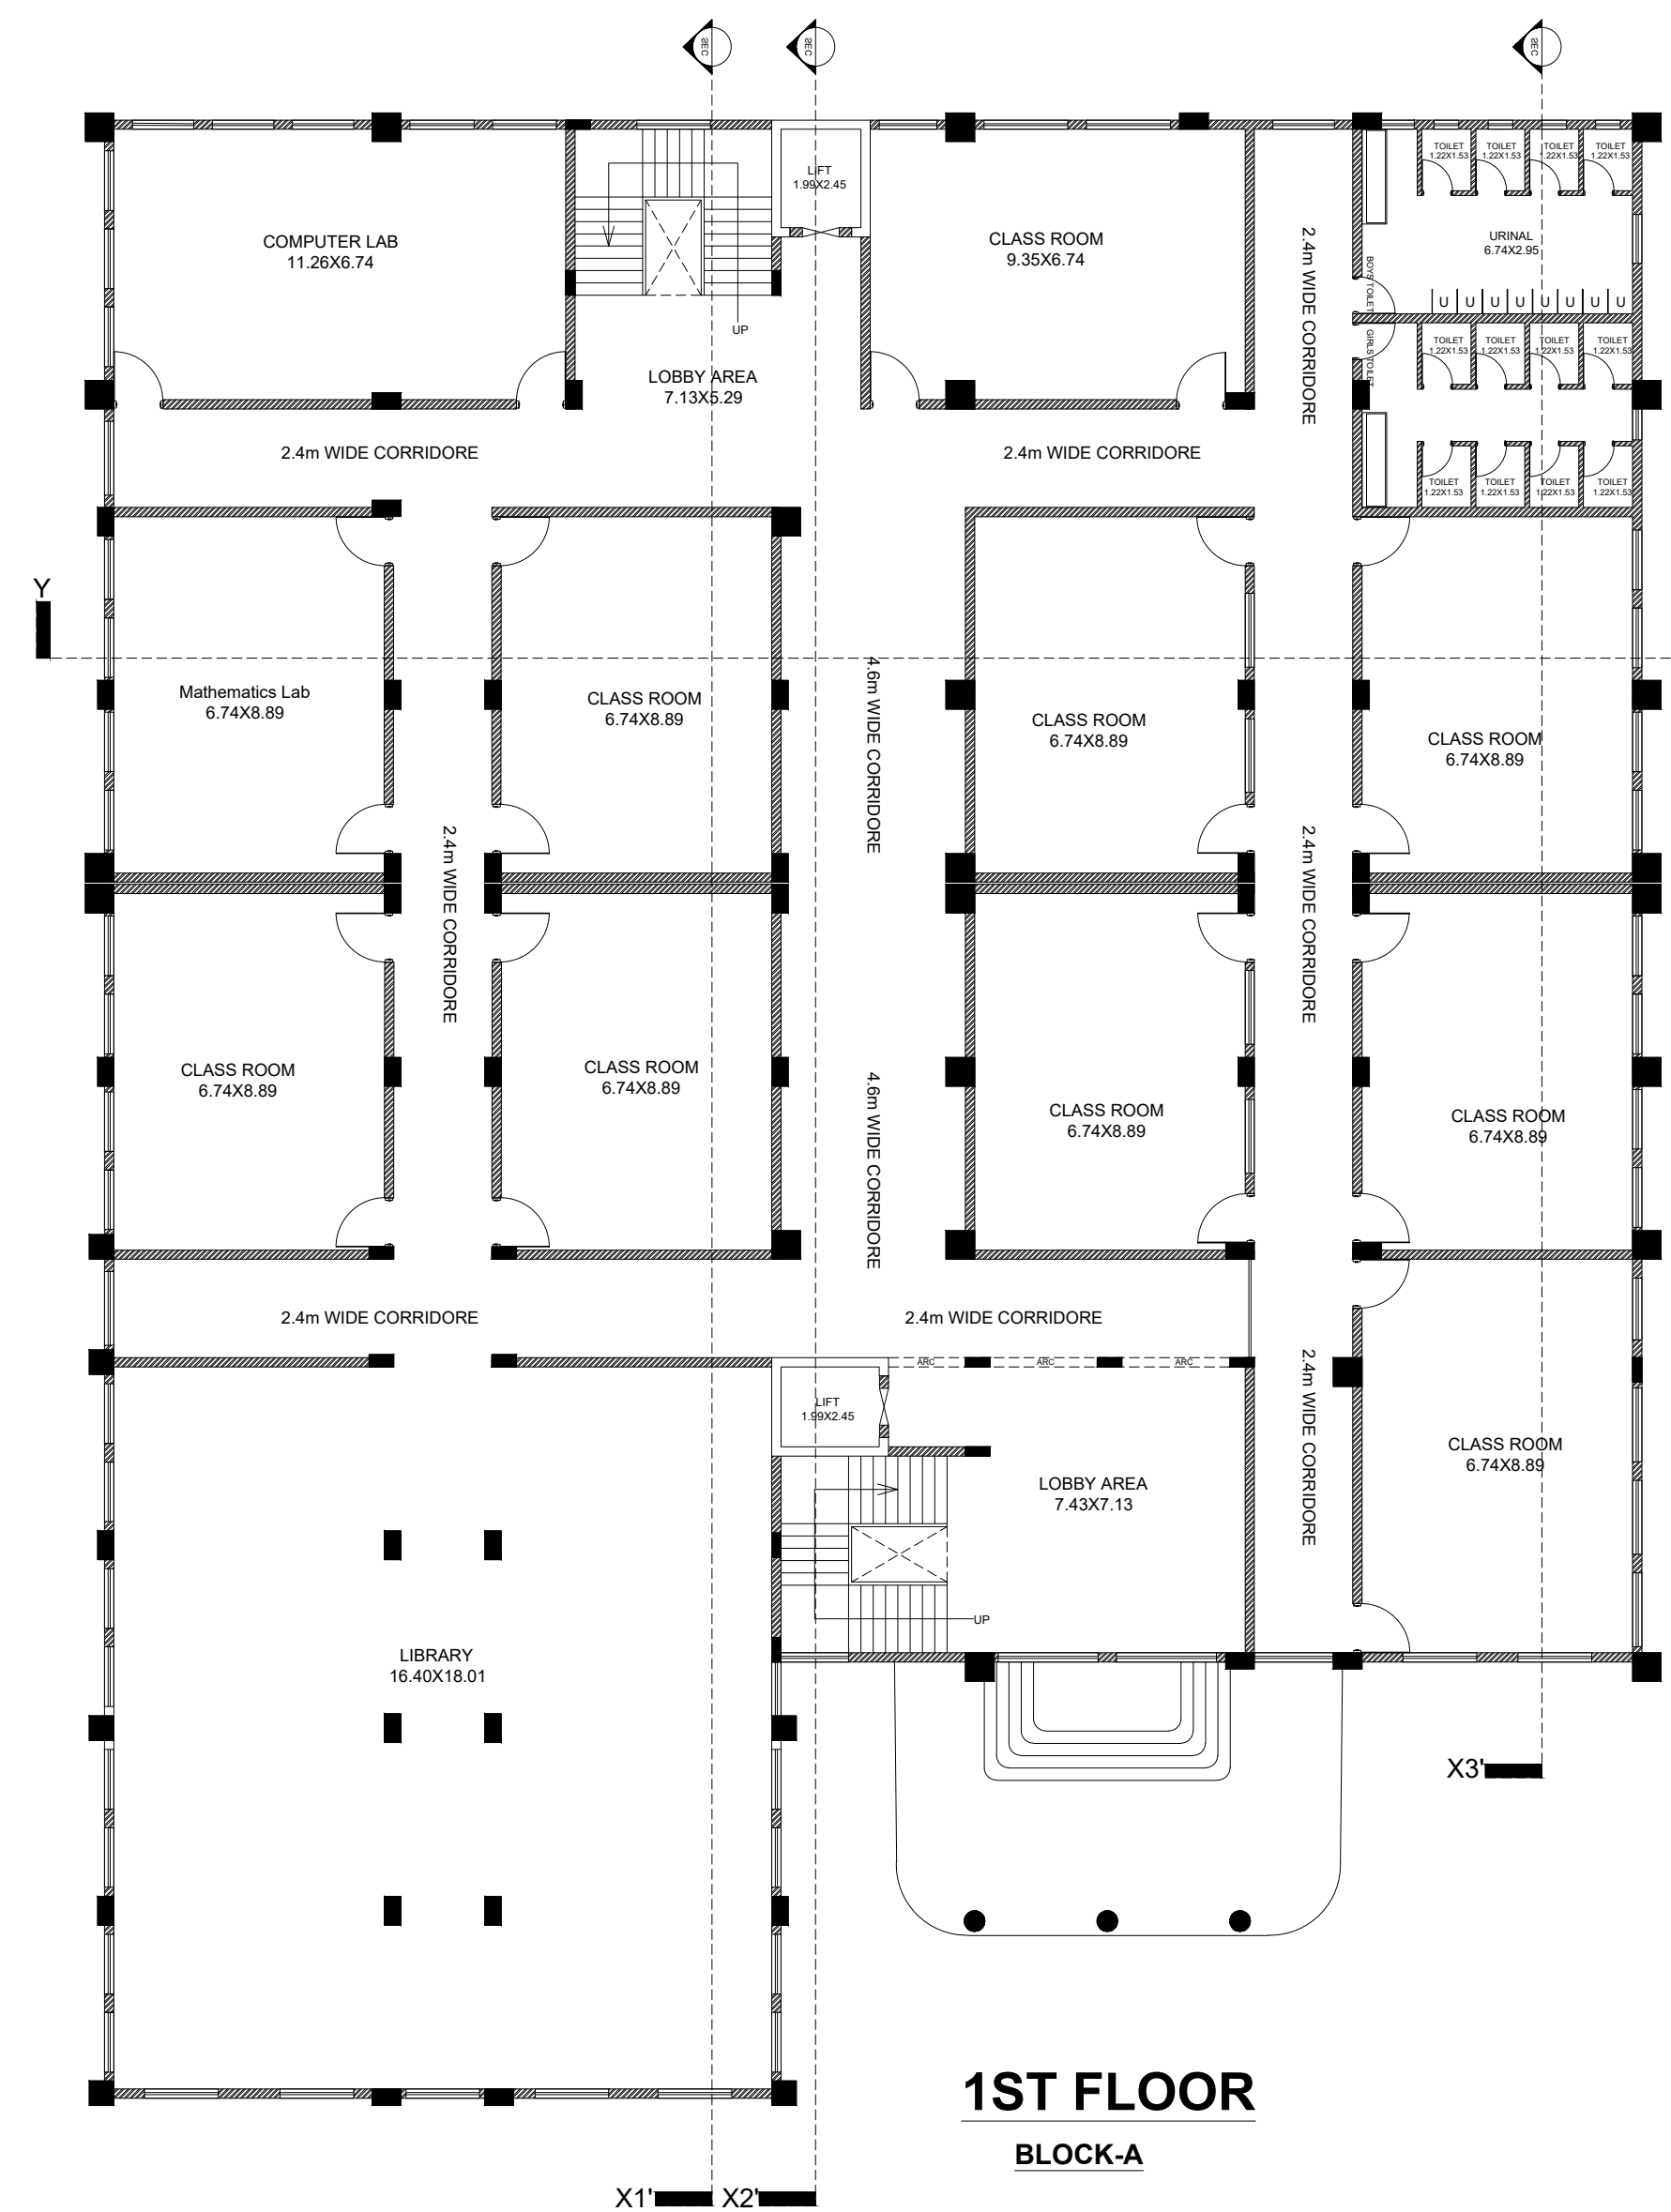 SEC
SEC
SEC
LIFT
1.99X2.45
TOILET
1.22X1.53
TOILET
1.22X1.53
TOILET
1.22X1.53
TOILET
1.22X1.53
COMPUTER LAB
11.26X6.74
CLASS ROOM
9.35X6.74
2.4m WIDE CORRIDORE
URINAL
6.74X2.95
BOYS TOILET
U U U U U U U U
UP
GIRLS TOILET
TOILET
1.22X1.53
TOILET
1.22X1.53
TOILET
1.22X1.53
TOILET
1.22X1.53
LOBBY AREA
7.13X5.29
2.4m WIDE CORRIDORE
2.4m WIDE CORRIDORE
TOILET
1.22X1.53
TOILET
1.22X1.53
TOILET
1.22X1.53
TOILET
1.22X1.53
Y
Mathematics Lab
6.74X8.89
CLASS ROOM
6.74X8.89
4.6m WIDE CORRIDORE
CLASS ROOM
6.74X8.89
CLASS ROOM
6.74X8.89
2.4m WIDE CORRIDORE
2.4m WIDE CORRIDORE
CLASS ROOM
6.74X8.89
CLASS ROOM
6.74X8.89
4.6m WIDE CORRIDORE
CLASS ROOM
6.74X8.89
CLASS ROOM
6.74X8.89
2.4m WIDE CORRIDORE
2.4m WIDE CORRIDORE
ARC
ARC
ARC
LIFT
1.99X2.45
2.4m WIDE CORRIDORE
CLASS ROOM
6.74X8.89
LOBBY AREA
7.43X7.13
UP
LIBRARY
16.40X18.01
X3'
1ST FLOOR
BLOCK-A
X1'
X2'